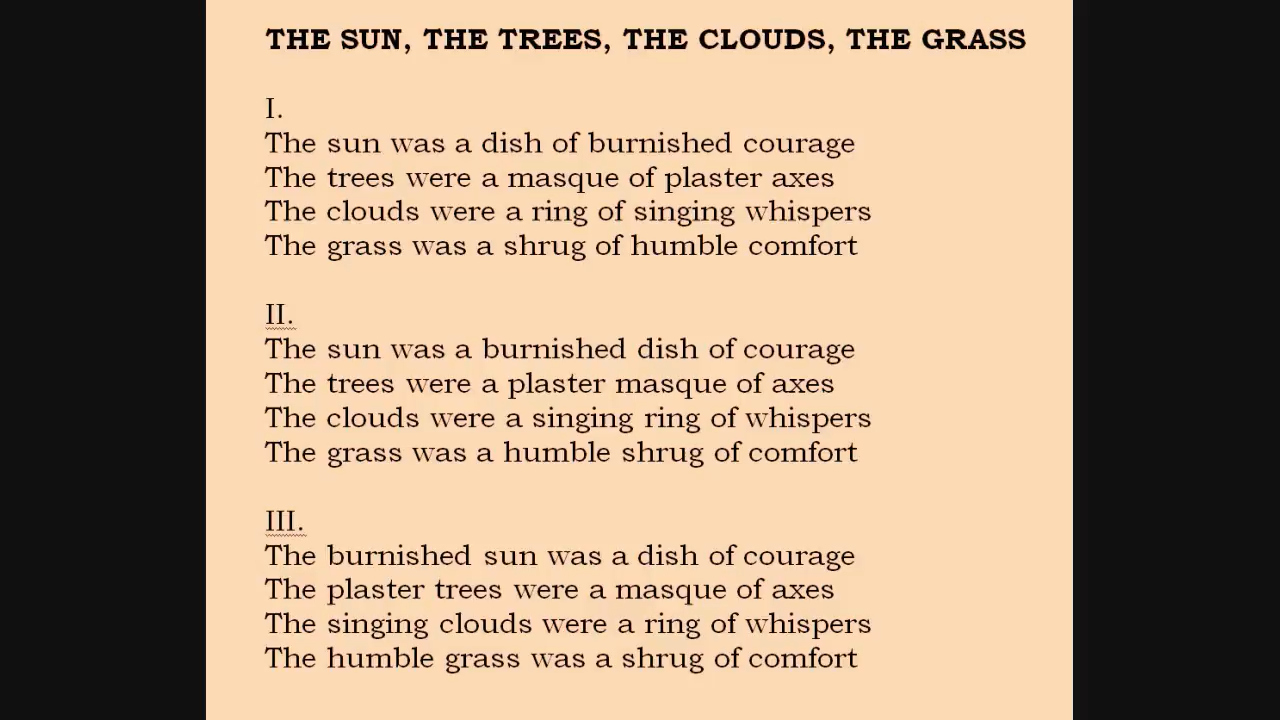 THE SUN, THE TREES, THE CLOUDS, THE GRASS
I.
The sun was a dish of burnished courage
The trees were a masque of plaster axes
The clouds were a ring of singing whispers
The grass was a shrug of humble comfort
II.
The sun was a burnished dish of courage
The trees were a plaster masque of axes
The clouds were a singing ring of whispers
The grass was a humble shrug of comfort
III.
The burnished sun was a dish of courage
The plaster trees were a masque of axes
The singing clouds were a ring of whispers
The humble grass was a shrug of comfort